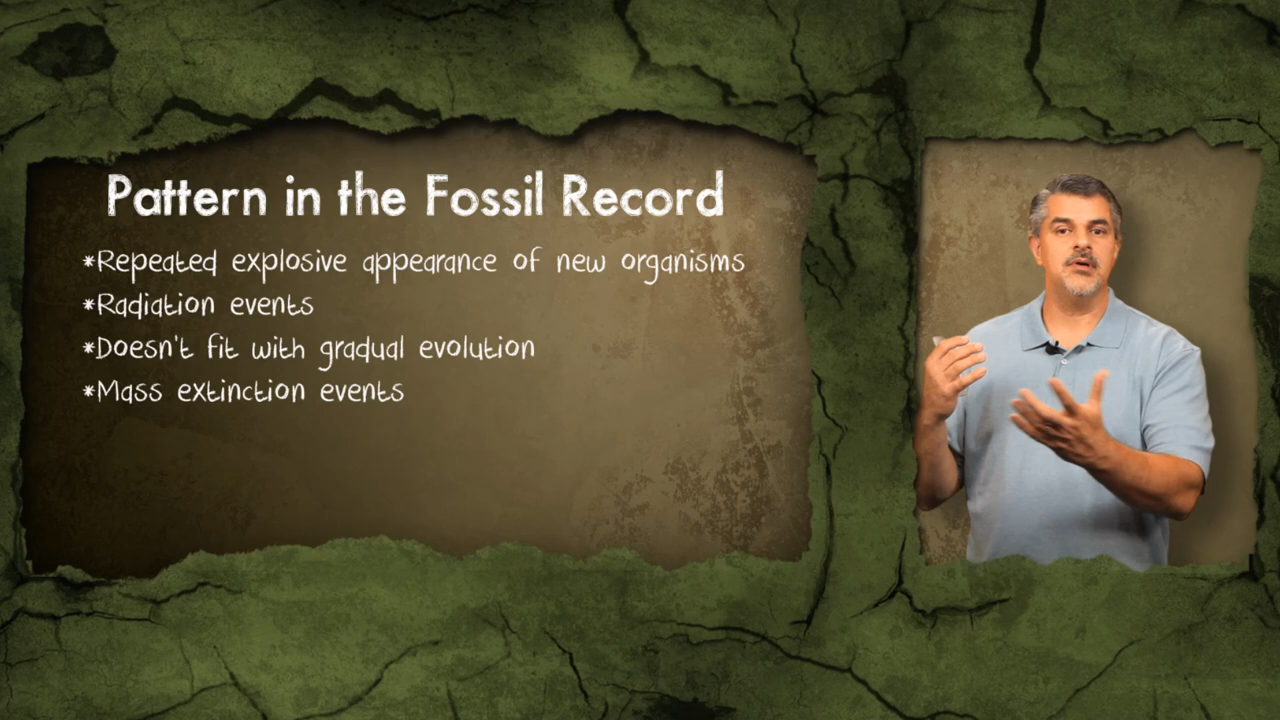 Pattern in the Fossil Record
*Repeated explosive appearance of new organisms
*Radiation events
*Doesn't fit with gradual evolution
*Mass extinction events